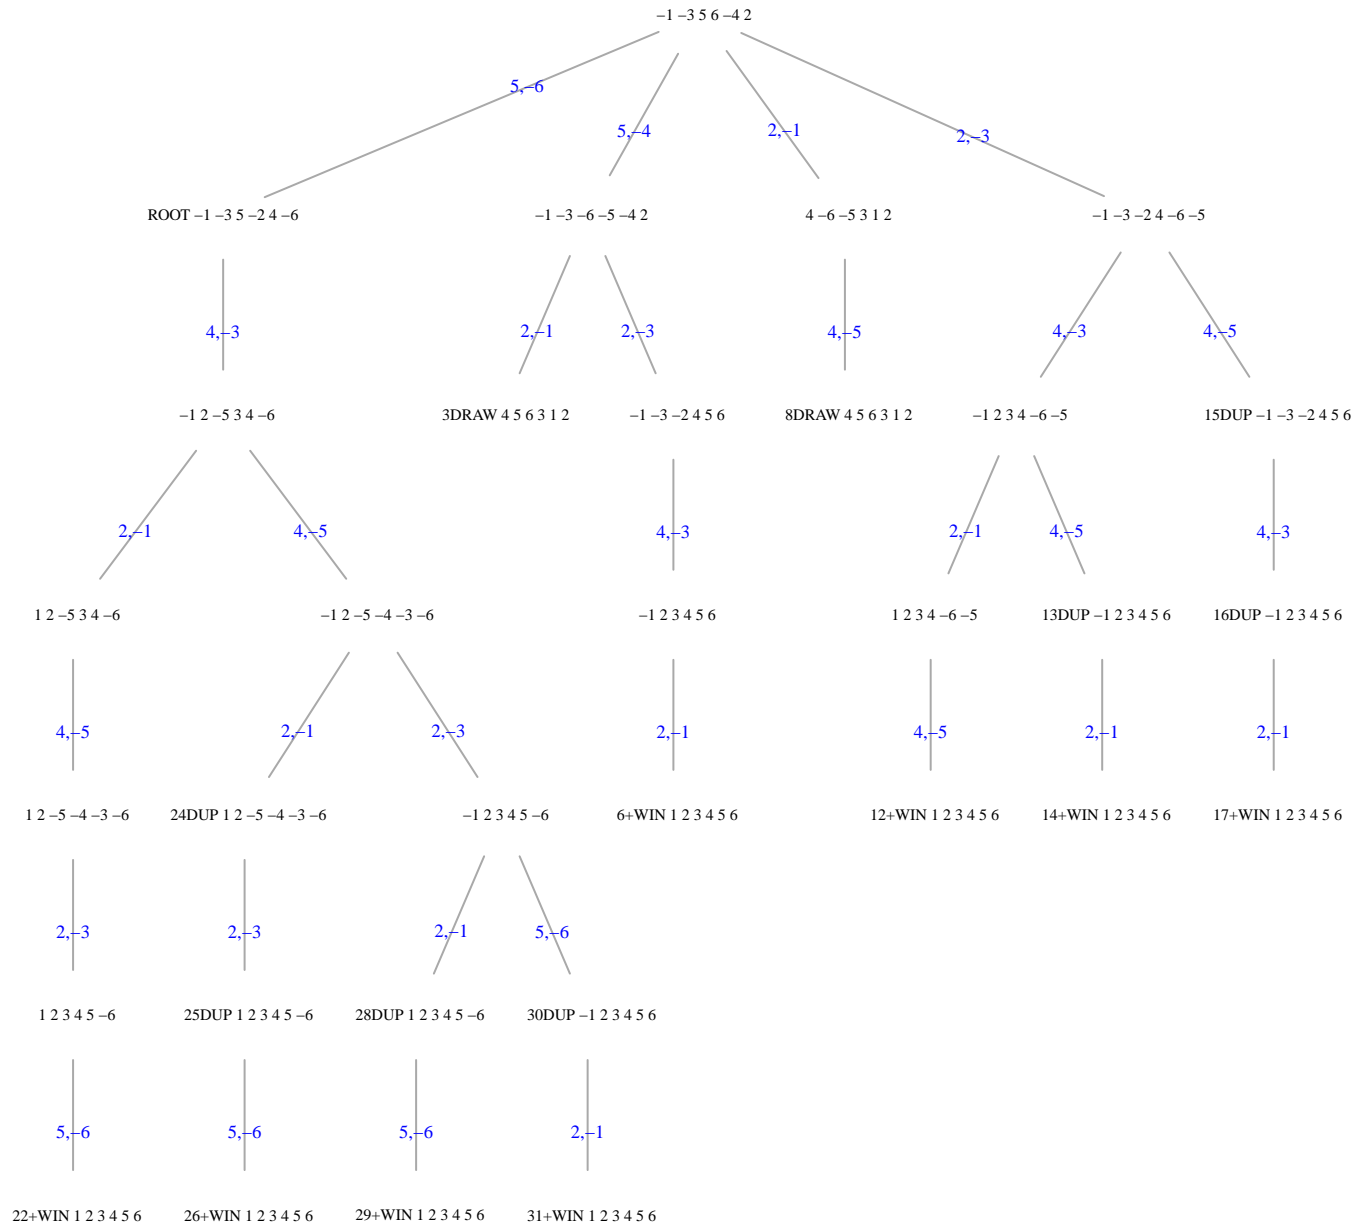 −1 −3 5 6 −4 2
5,−6
5,−4
2,−1
2,−3
ROOT −1 −3 5 −2 4 −6
−1 −3 −6 −5 −4 2
4 −6 −5 3 1 2
−1 −3 −2 4 −6 −5
4,−3
2,−1
2,−3
4,−5
4,−3
4,−5
−1 2 −5 3 4 −6
3DRAW 4 5 6 3 1 2
−1 −3 −2 4 5 6
8DRAW 4 5 6 3 1 2
−1 2 3 4 −6 −5
15DUP −1 −3 −2 4 5 6
2,−1
4,−5
4,−3
2,−1
4,−5
4,−3
1 2 −5 3 4 −6
−1 2 −5 −4 −3 −6
−1 2 3 4 5 6
1 2 3 4 −6 −5
13DUP −1 2 3 4 5 6
16DUP −1 2 3 4 5 6
4,−5
2,−1
2,−3
2,−1
4,−5
2,−1
2,−1
1 2 −5 −4 −3 −6
24DUP 1 2 −5 −4 −3 −6
−1 2 3 4 5 −6
6+WIN 1 2 3 4 5 6
12+WIN 1 2 3 4 5 6
14+WIN 1 2 3 4 5 6
17+WIN 1 2 3 4 5 6
2,−3
2,−3
2,−1
5,−6
1 2 3 4 5 −6
25DUP 1 2 3 4 5 −6
28DUP 1 2 3 4 5 −6
30DUP −1 2 3 4 5 6
5,−6
5,−6
5,−6
2,−1
22+WIN 1 2 3 4 5 6
26+WIN 1 2 3 4 5 6
29+WIN 1 2 3 4 5 6
31+WIN 1 2 3 4 5 6